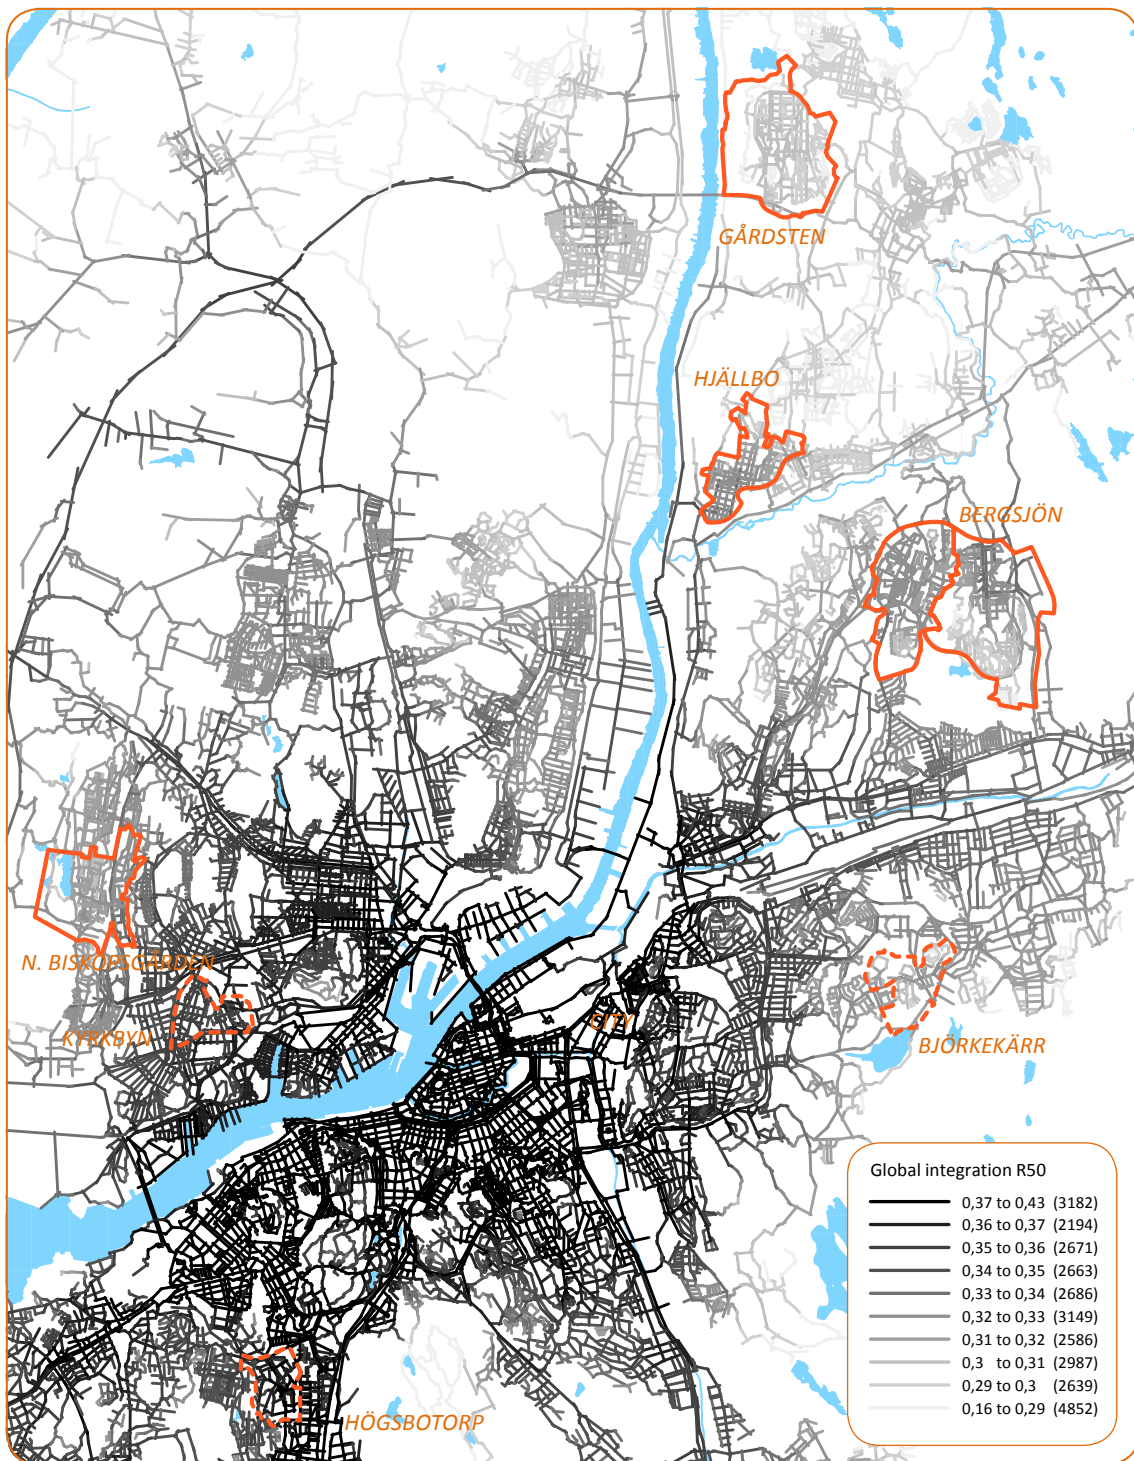 GÅRDSTEN
HJÄLLBO
BERGSJÖN
N. BISKOPSGÅRDEN
KYRKBYN
CITY
BJÖRKEKÄRR
HÖGSBOTORP
Global integration R50
0,37 to 0,43 (3182)
0,36 to 0,37 (2194)
0,35 to 0,36 (2671)
0,34 to 0,35 (2663)
0,33 to 0,34 (2686)
0,32 to 0,33 (3149)
0,31 to 0,32 (2586)
0,3 to 0,31 (2987)
0,29 to 0,3 (2639)
0,16 to 0,29 (4852)